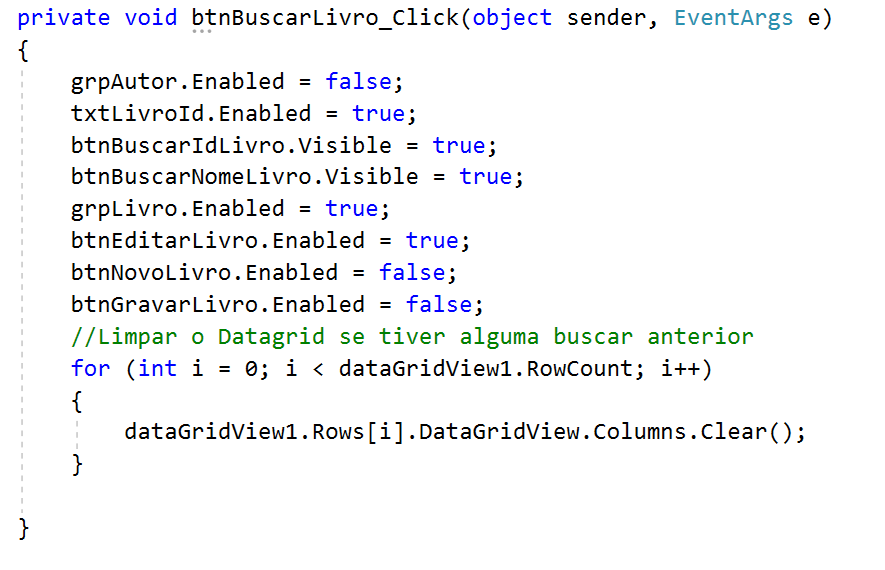 private void btnBuscarLivro_Click(object sender, EventArgs e)
{
grpAutor.Enabled = false;
txtLivroId.Enabled = true;
btnBuscarIdLivro.Visible = true;
btnBuscarNomeLivro.Visible = true;
grpLivro.Enabled = true;
btnEditarLivro.Enabled = true;
btnNovoLivro.Enabled = false;
btnGravarLivro.Enabled = false;
//Limpar o Datagrid se tiver alguma buscar anterior
for (int i = 0; i < dataGridView1.RowCount; i++)
{
dataGridView1.Rows[i].DataGridView.Columns.Clear();
}
}